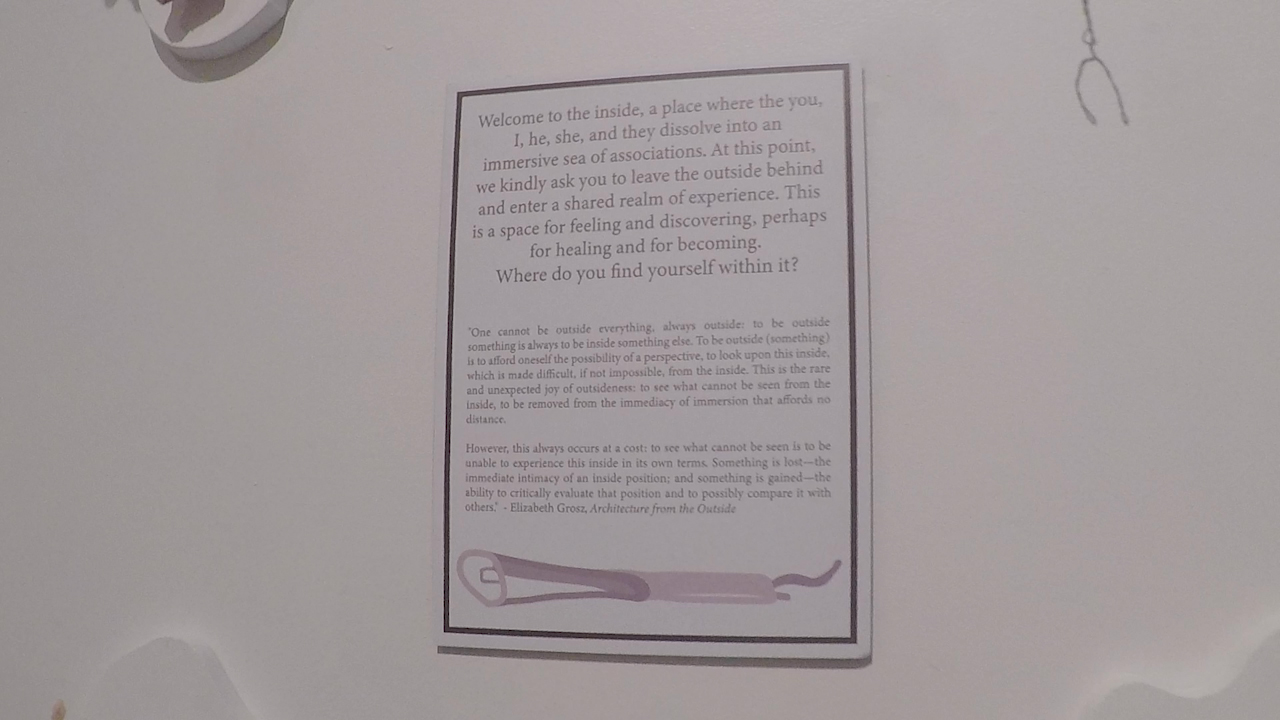 Welcome to the inside, a place where the you,
I, he, she, and they dissolve into an
immersive sea of associations. At this point,
we kindly ask you to leave the outside behind
and enter a shared realm of experience. This
is a space for feeling and discovering, perhaps
for healing and for becoming.
Where do you find yourself within it?
"One cannot be outside everything, always outside: to be outside
something is always to be inside something else. To be outside (something)
is to afford oneself the possibility of a perspective, to look upon this inside,
which is made difficult, if not impossible, from the inside. This is the rare
and unexpected joy of outsideness: to see what cannot be seen from the
inside, to be removed from the immediacy of immersion that affords no
distance.
However, this always occurs at a cost: to see what cannot be seen is to be
unable to experience this inside in its own terms. Something is lost—the
immediate intimacy of an inside position; and something is gained—the
ability to critically evaluate that position and to possibly compare it with
others." - Elizabeth Grosz, Architecture from the Outside